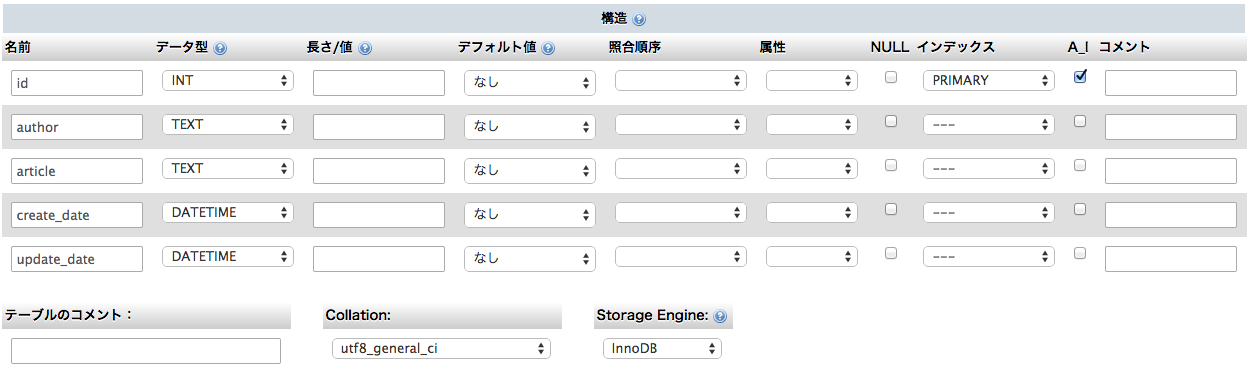 構造
名前 データ型 長さ/値 デフォルト値 照合順序 属性 NULL インデックス A_I コメント
id INT なし PRIMARY
author TEXT なし ---
article TEXT なし ---
create_date DATETIME なし ---
update_date DATETIME なし ---
テーブルのコメント： Collation: Storage Engine:
utf8_general_ci InnoDB